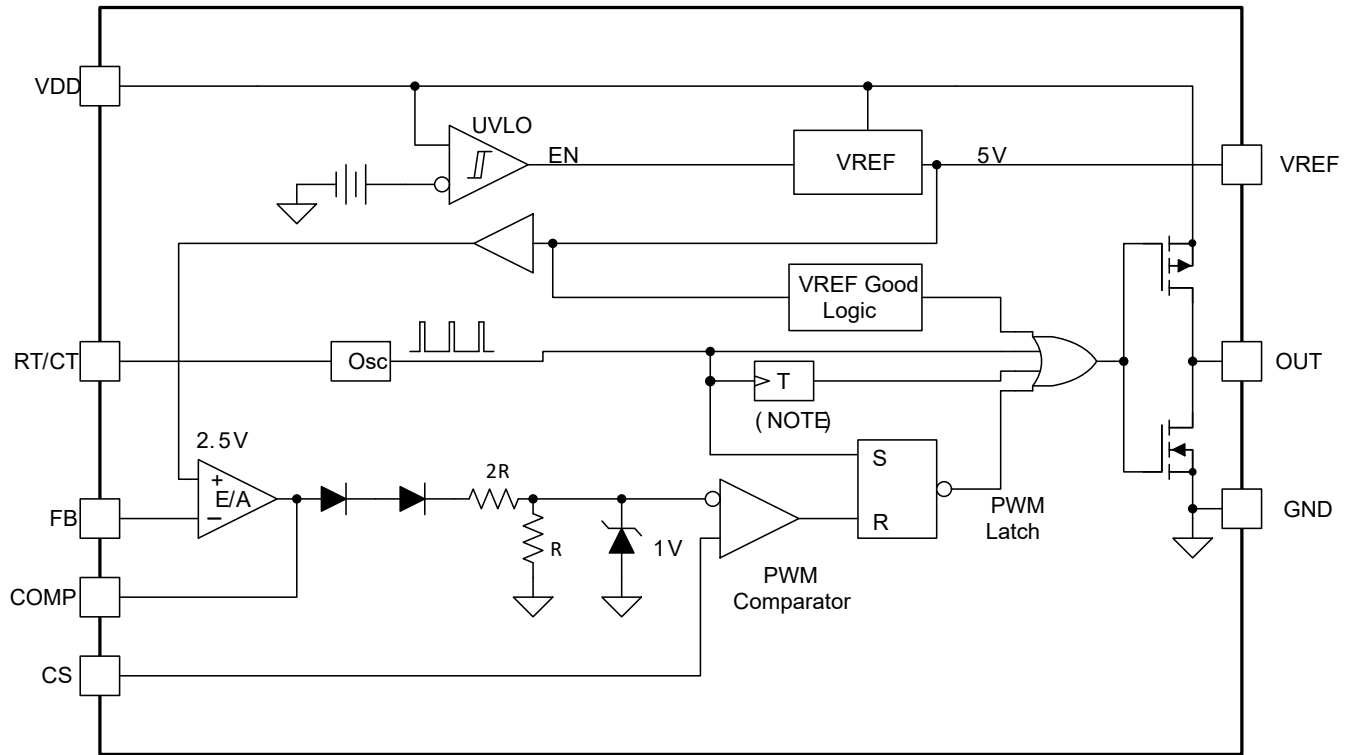 VDD
UVLO
EN
VREF
5V
VREF
VREF Good
Logic
RT/CT
Osc
T
(NOTE)
OUT
2.5V
+
E/A
−
FB
2R
R
1V
S
R
PWM
Latch
GND
COMP
PWM
Comparator
CS